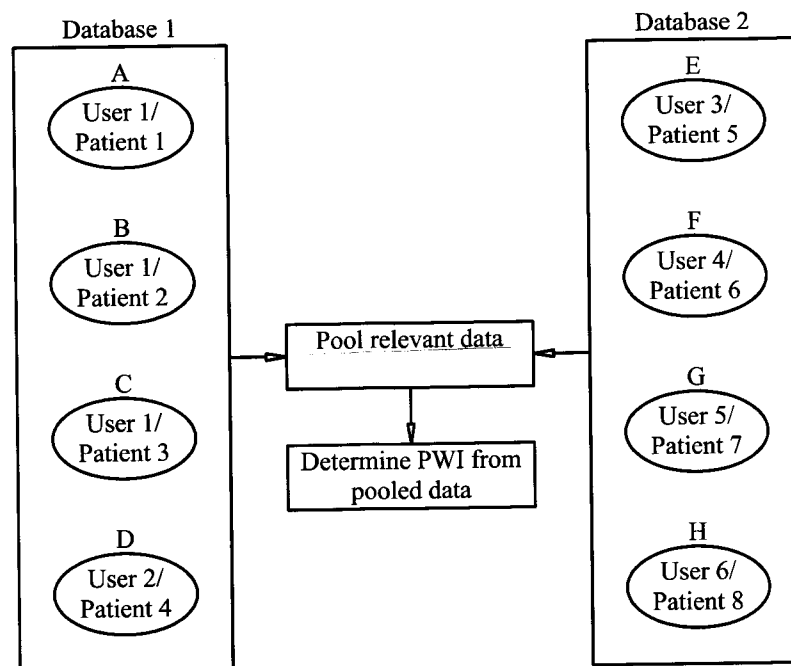 Database 1
A
User 1/
Patient 1
B
User 1/
Patient 2
C
User 1/
Patient 3
D
User 2/
Patient 4
Pool relevant data
Determine PWI from
pooled data
Database 2
E
User 3/
Patient 5
F
User 4/
Patient 6
G
User 5/
Patient 7
H
User 6/
Patient 8